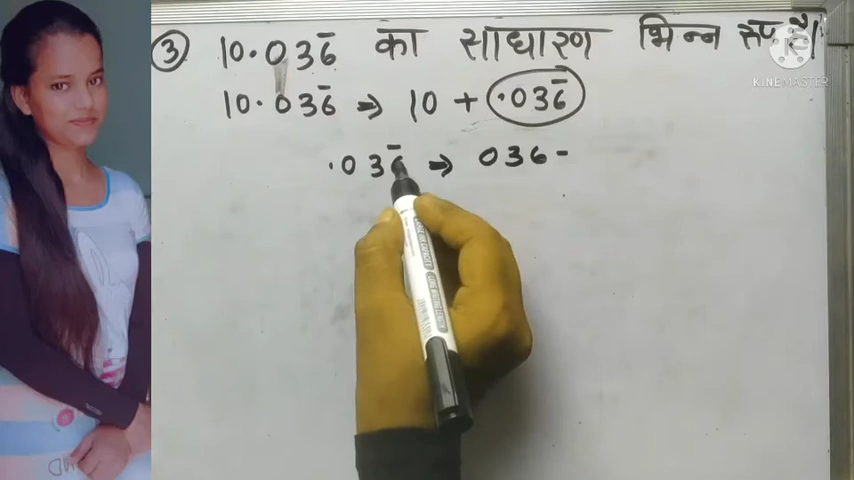 ③ 10.036̅ का साधारण भिन्न रूप है।
KINEMASTER
10.036̅ ⇒ 10 + .036̅
.036̅ ⇒ 036 -